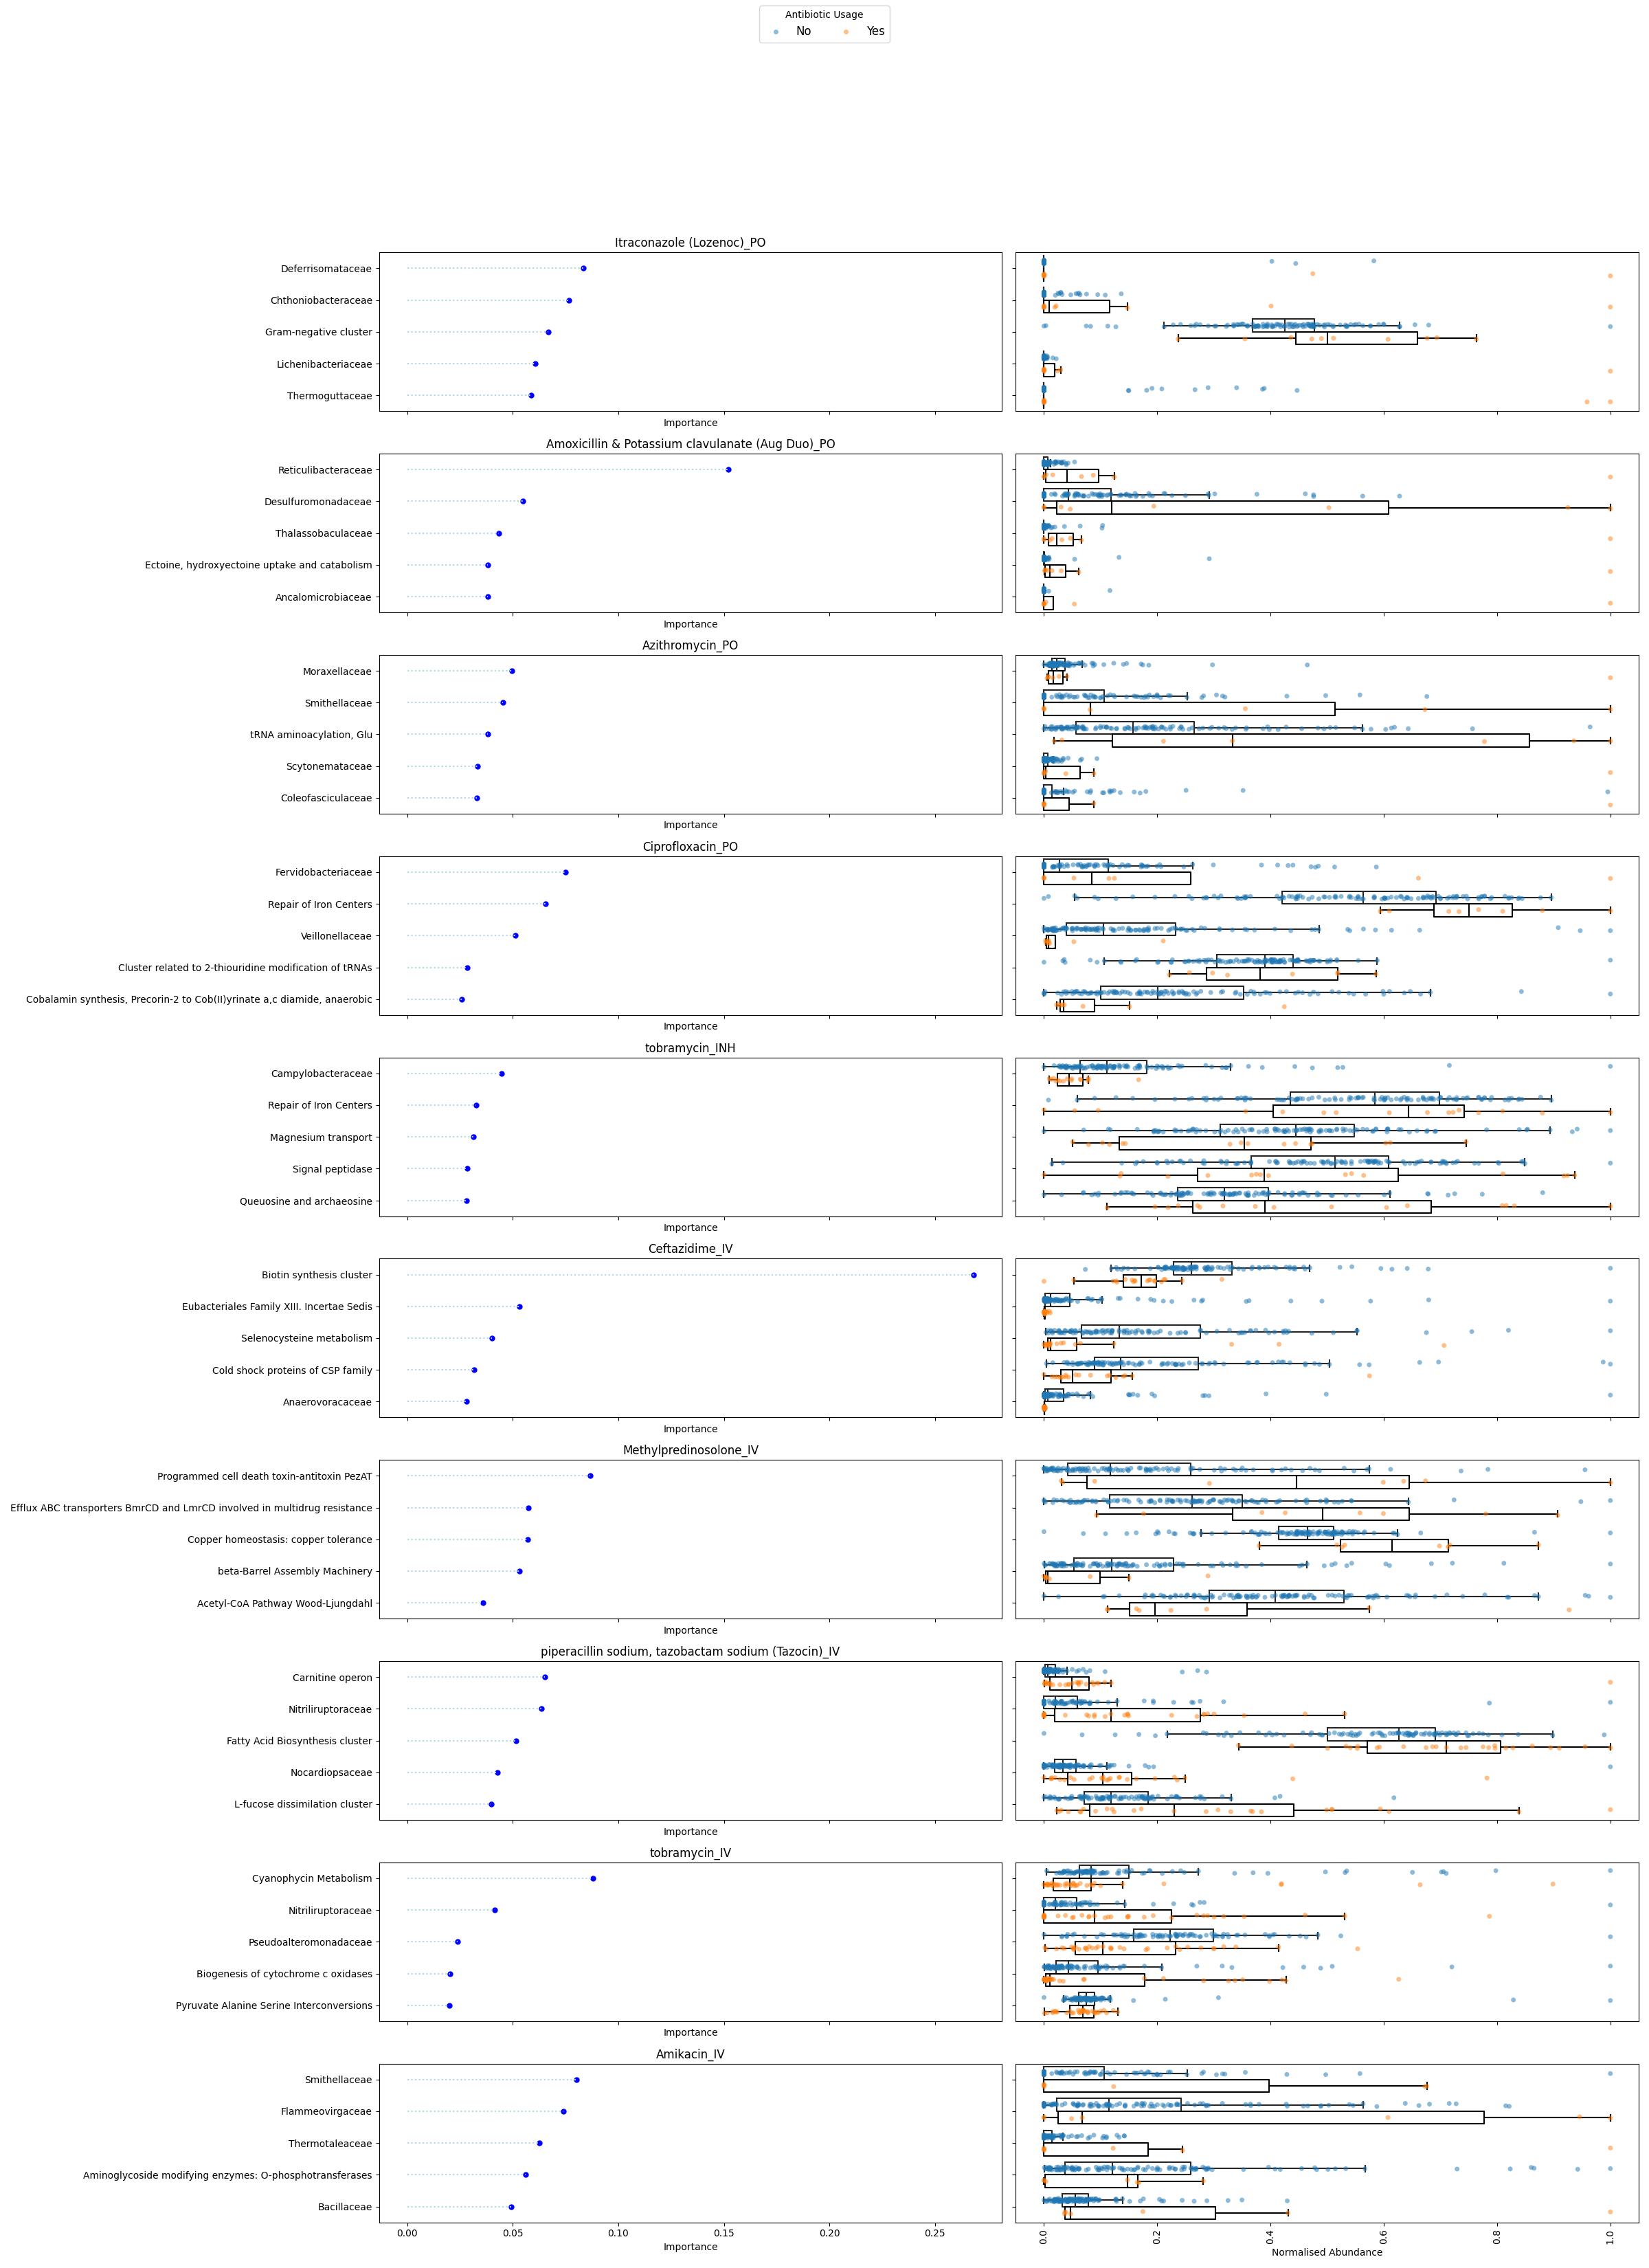 Antibiotic Usage
No Yes
Itraconazole (Lozenoc)_PO
Deferrisomataceae
Chthoniobacteraceae
Gram-negative cluster
Lichenibacteriaceae
Thermoguttaceae
Importance
Amoxicillin & Potassium clavulanate (Aug Duo)_PO
Reticulibacteraceae
Desulfuromonadaceae
Thalassobaculaceae
Ectoine, hydroxyectoine uptake and catabolism
Ancalomicrobiaceae
Importance
Azithromycin_PO
Moraxellaceae
Smithellaceae
tRNA aminoacylation, Glu
Scytonemataceae
Coleofasciculaceae
Importance
Ciprofloxacin_PO
Fervidobacteriaceae
Repair of Iron Centers
Veillonellaceae
Cluster related to 2-thiouridine modification of tRNAs
Cobalamin synthesis, Precorin-2 to Cob(II)yrinate a,c diamide, anaerobic
Importance
tobramycin_INH
Campylobacteraceae
Repair of Iron Centers
Magnesium transport
Signal peptidase
Queuosine and archaeosine
Importance
Ceftazidime_IV
Biotin synthesis cluster
Eubacteriales Family XIII. Incertae Sedis
Selenocysteine metabolism
Cold shock proteins of CSP family
Anaerovoracaceae
Importance
Methylpredinosolone_IV
Programmed cell death toxin-antitoxin PezAT
Efflux ABC transporters BmrCD and LmrCD involved in multidrug resistance
Copper homeostasis: copper tolerance
beta-Barrel Assembly Machinery
Acetyl-CoA Pathway Wood-Ljungdahl
Importance
piperacillin sodium, tazobactam sodium (Tazocin)_IV
Carnitine operon
Nitriliruptoraceae
Fatty Acid Biosynthesis cluster
Nocardiopsaceae
L-fucose dissimilation cluster
Importance
tobramycin_IV
Cyanophycin Metabolism
Nitriliruptoraceae
Pseudoalteromonadaceae
Biogenesis of cytochrome c oxidases
Pyruvate Alanine Serine Interconversions
Importance
Amikacin_IV
Smithellaceae
Flammeovirgaceae
Thermotaleaceae
Aminoglycoside modifying enzymes: O-phosphotransferases
Bacillaceae
0.00 0.05 0.10 0.15 0.20 0.25
Importance
0.0 0.2 0.4 0.6 0.8 1.0
Normalised Abundance